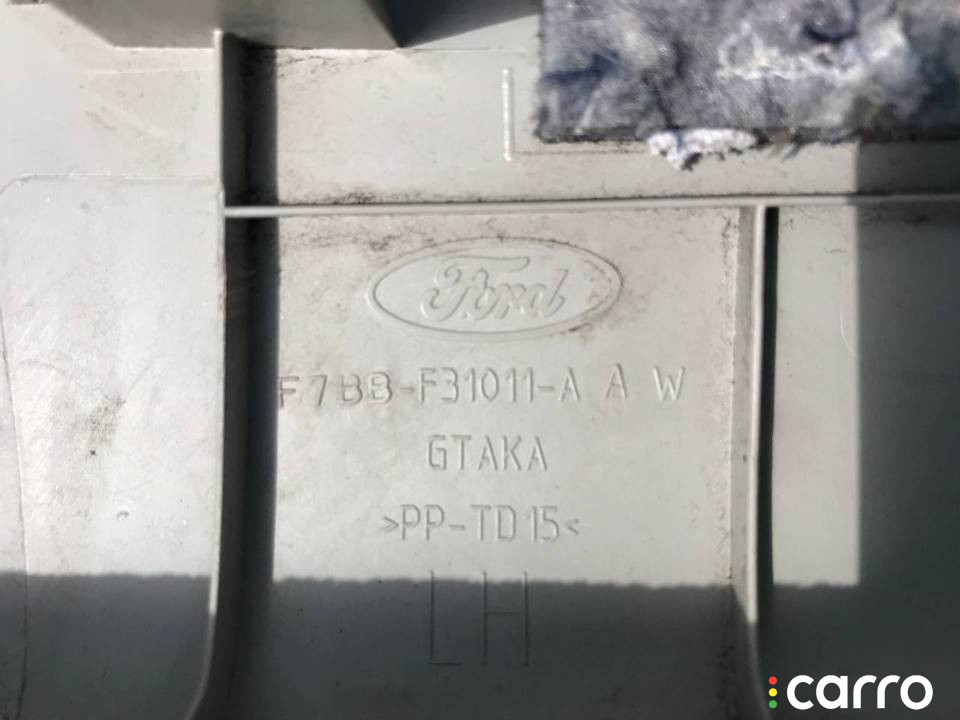 Ford
F7BB-F31011-A A W
GTAKA
>PP-TD15<
LH
carro